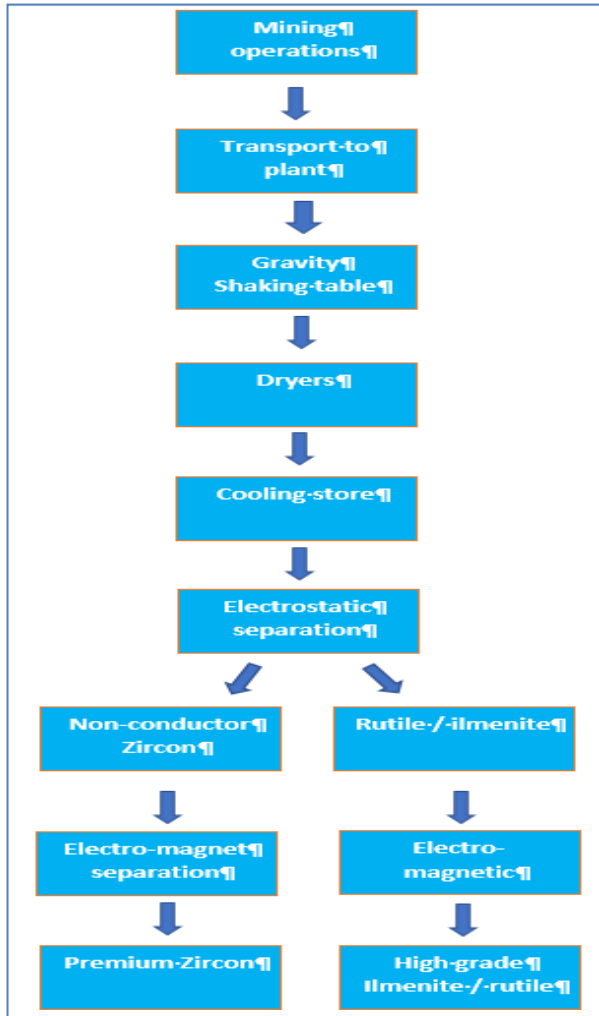 Mining¶
operations¶
Transport·to¶
plant¶
Gravity¶
Shaking·table¶
Dryers¶
Cooling·store¶
Electrostatic¶
separation¶
Non-conductor¶
Zircon¶
Rutile·/·ilmenite¶
Electro-magnet¶
separation¶
Electro-
magnetic¶
Premium·Zircon¶
High-grade¶
Ilmenite·/·rutile¶